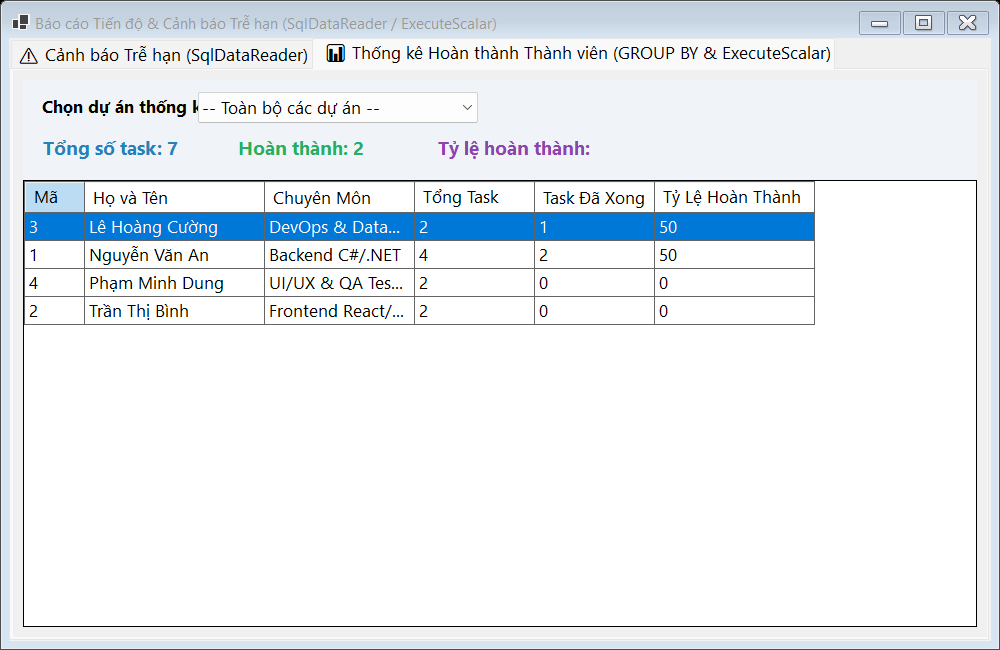 Báo cáo Tiến độ & Cảnh báo Trễ hạn (SqlDataReader / ExecuteScalar)
Cảnh báo Trễ hạn (SqlDataReader) Thống kê Hoàn thành Thành viên (GROUP BY & ExecuteScalar)
Chọn dự án thống k -- Toàn bộ các dự án --
Tổng số task: 7 Hoàn thành: 2 Tỷ lệ hoàn thành:
Mã Họ và Tên Chuyên Môn Tổng Task Task Đã Xong Tỷ Lệ Hoàn Thành
3 Lê Hoàng Cường DevOps & Data... 2 1 50
1 Nguyễn Văn An Backend C#/.NET 4 2 50
4 Phạm Minh Dung UI/UX & QA Tes... 2 0 0
2 Trần Thị Bình Frontend React/... 2 0 0